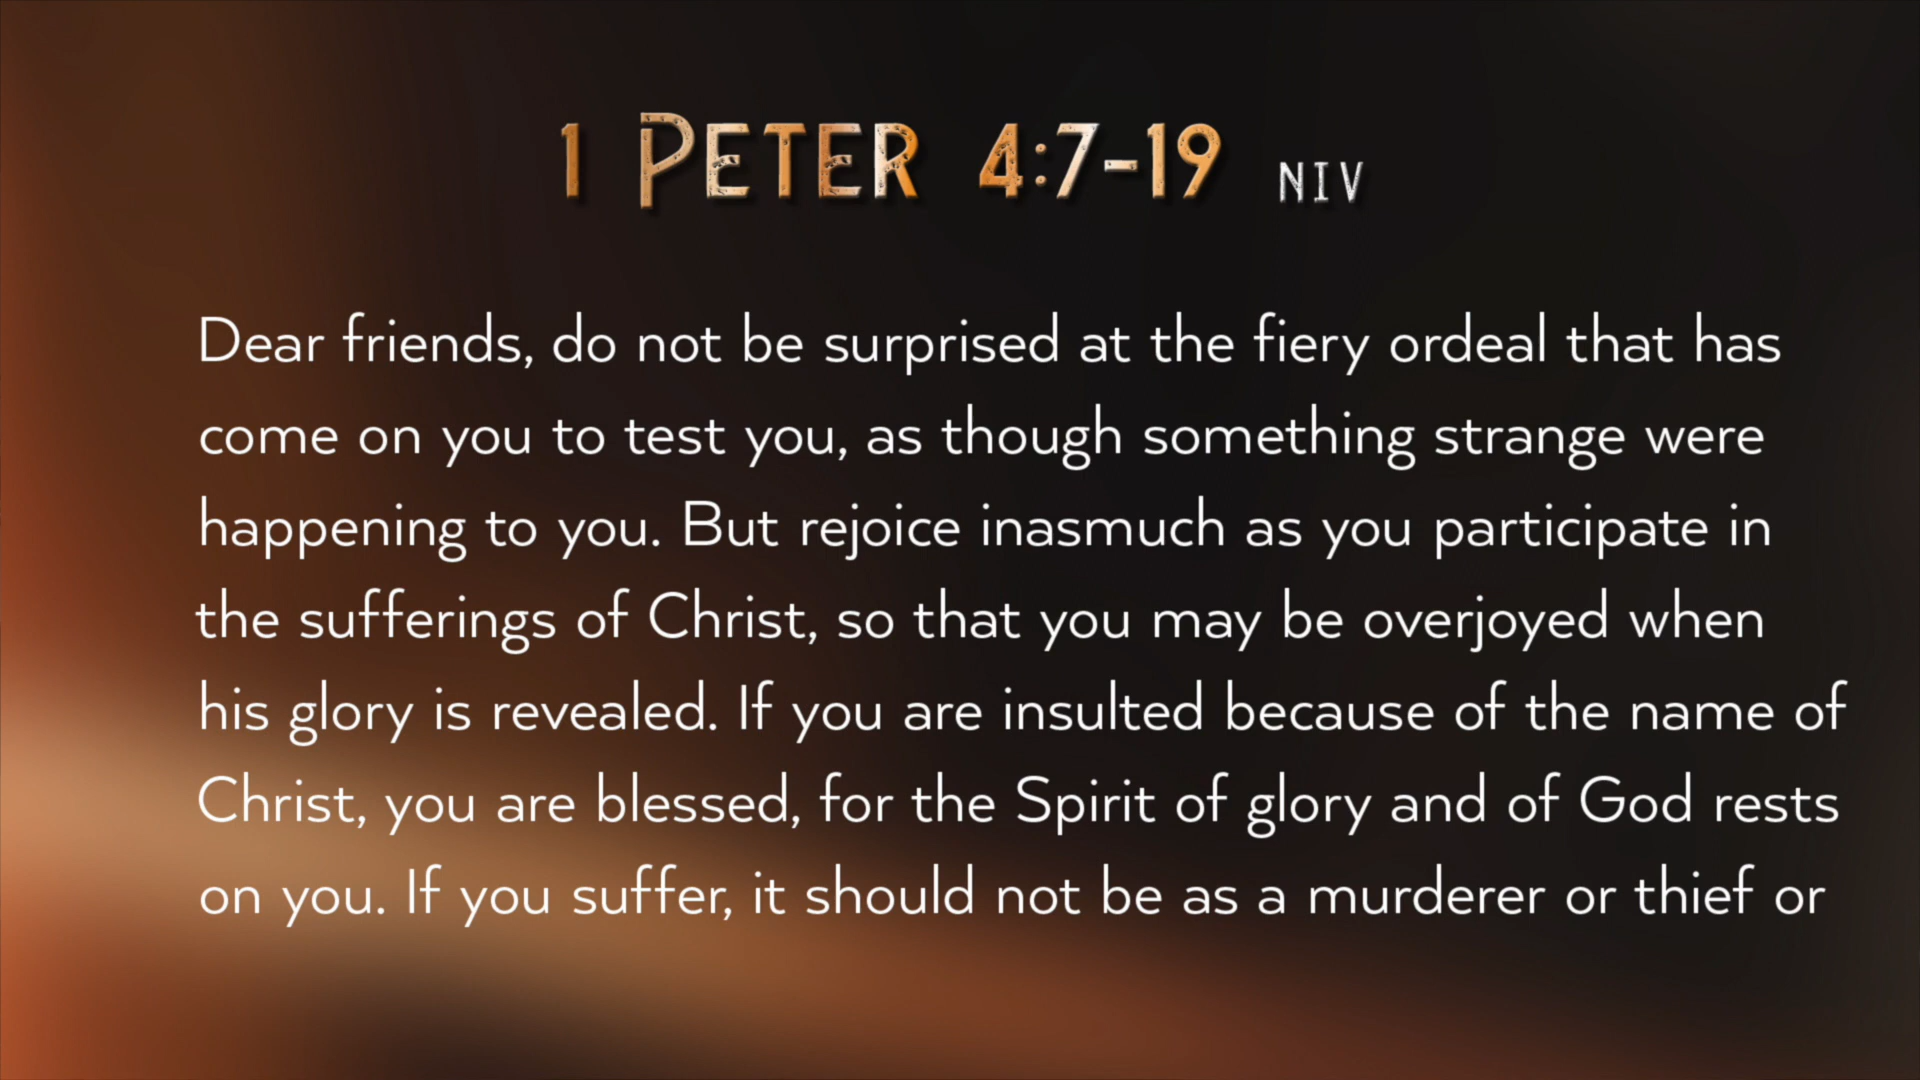 1 PETER 4:7-19 NIV
Dear friends, do not be surprised at the fiery ordeal that has
come on you to test you, as though something strange were
happening to you. But rejoice inasmuch as you participate in
the sufferings of Christ, so that you may be overjoyed when
his glory is revealed. If you are insulted because of the name of
Christ, you are blessed, for the Spirit of glory and of God rests
on you. If you suffer, it should not be as a murderer or thief or